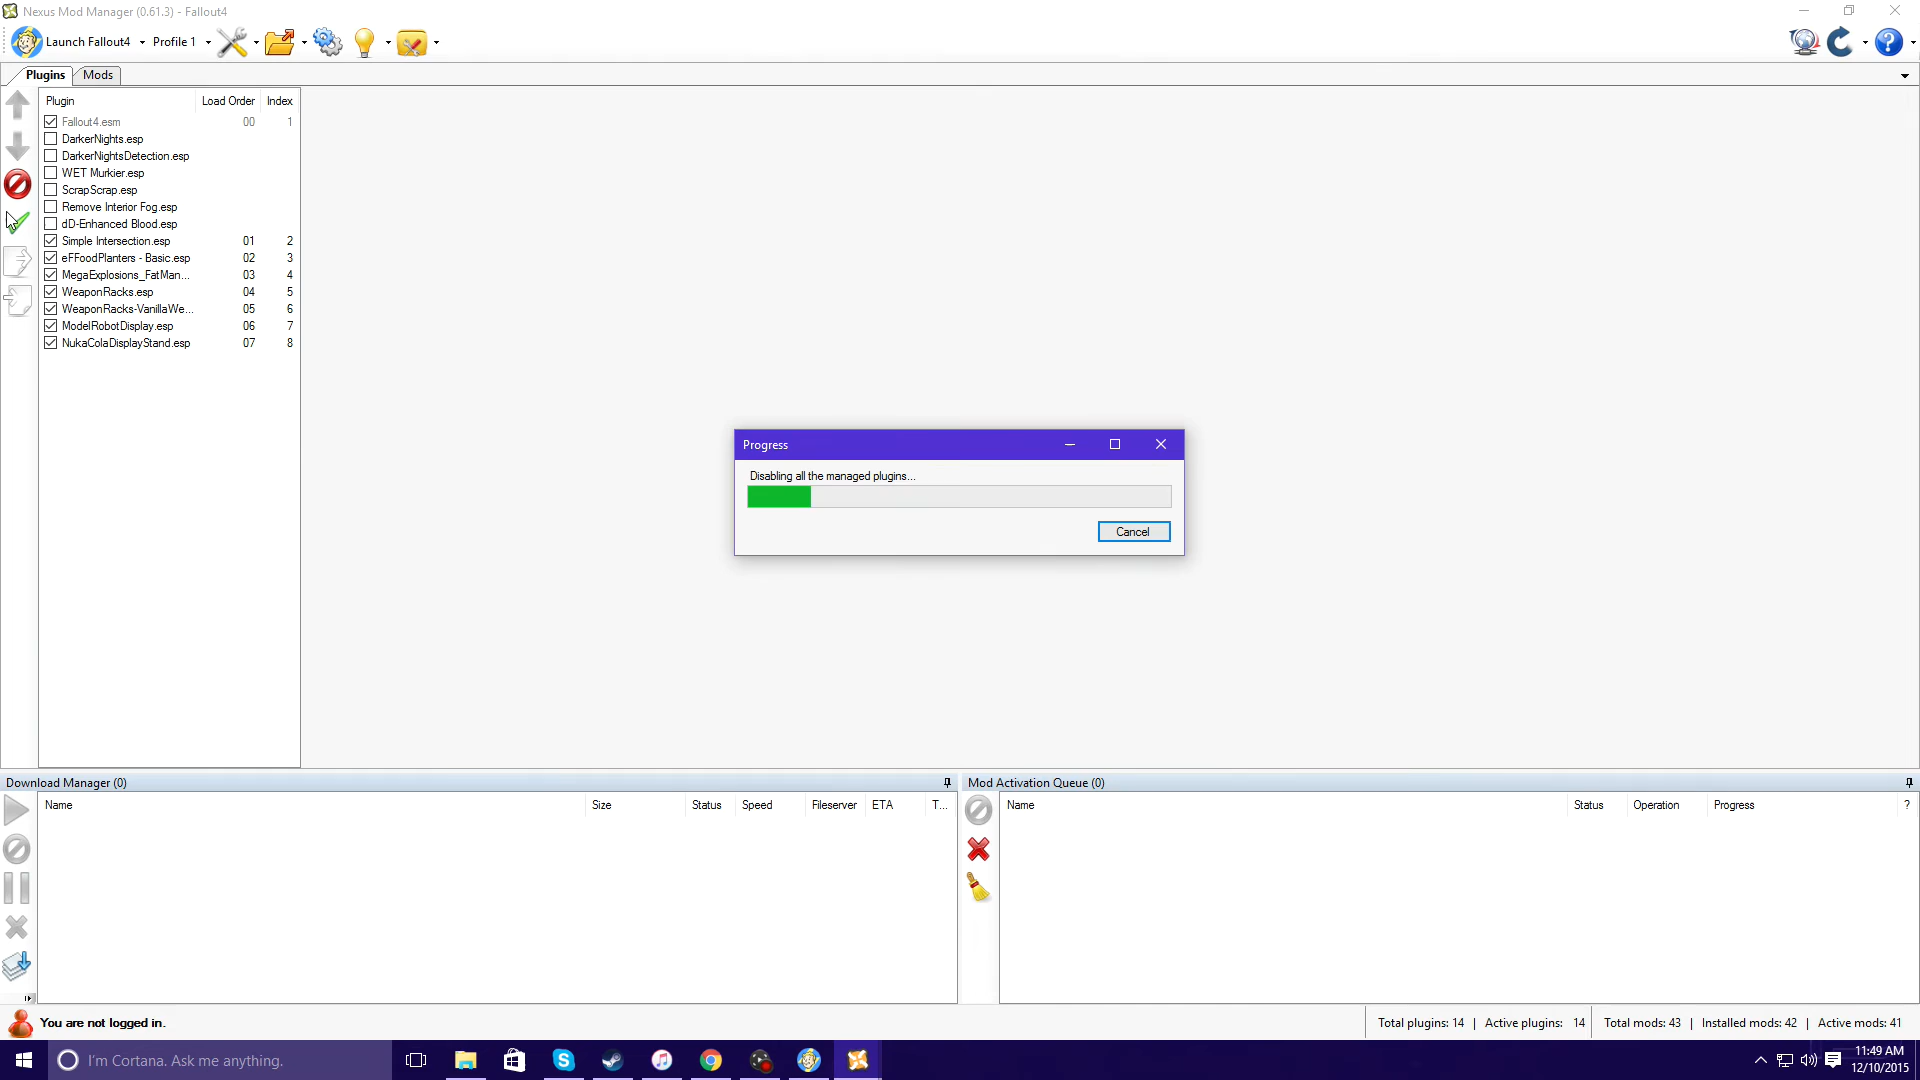 Nexus Mod Manager (0.61.3) - Fallout4
Launch Fallout4 Profile 1
Plugins Mods
Plugin Load Order Index
Fallout4.esm 00 1
DarkerNights.esp
DarkerNightsDetection.esp
WET Murkier.esp
ScrapScrap.esp
Remove Interior Fog.esp
dD-Enhanced Blood.esp
Simple Intersection.esp 01 2
eFFoodPlanters - Basic.esp 02 3
MegaExplosions_FatMan... 03 4
WeaponRacks.esp 04 5
WeaponRacks-VanillaWe... 05 6
ModelRobotDisplay.esp 06 7
NukaColaDisplayStand.esp 07 8
Progress
Disabling all the managed plugins...
Cancel
Download Manager (0)
Name Size Status Speed Fileserver ETA T...
Mod Activation Queue (0)
Name Status Operation Progress ?
You are not logged in.
Total plugins: 14 | Active plugins: 14
Total mods: 43 | Installed mods: 42 | Active mods: 41
I'm Cortana. Ask me anything.
11:49 AM
12/10/2015